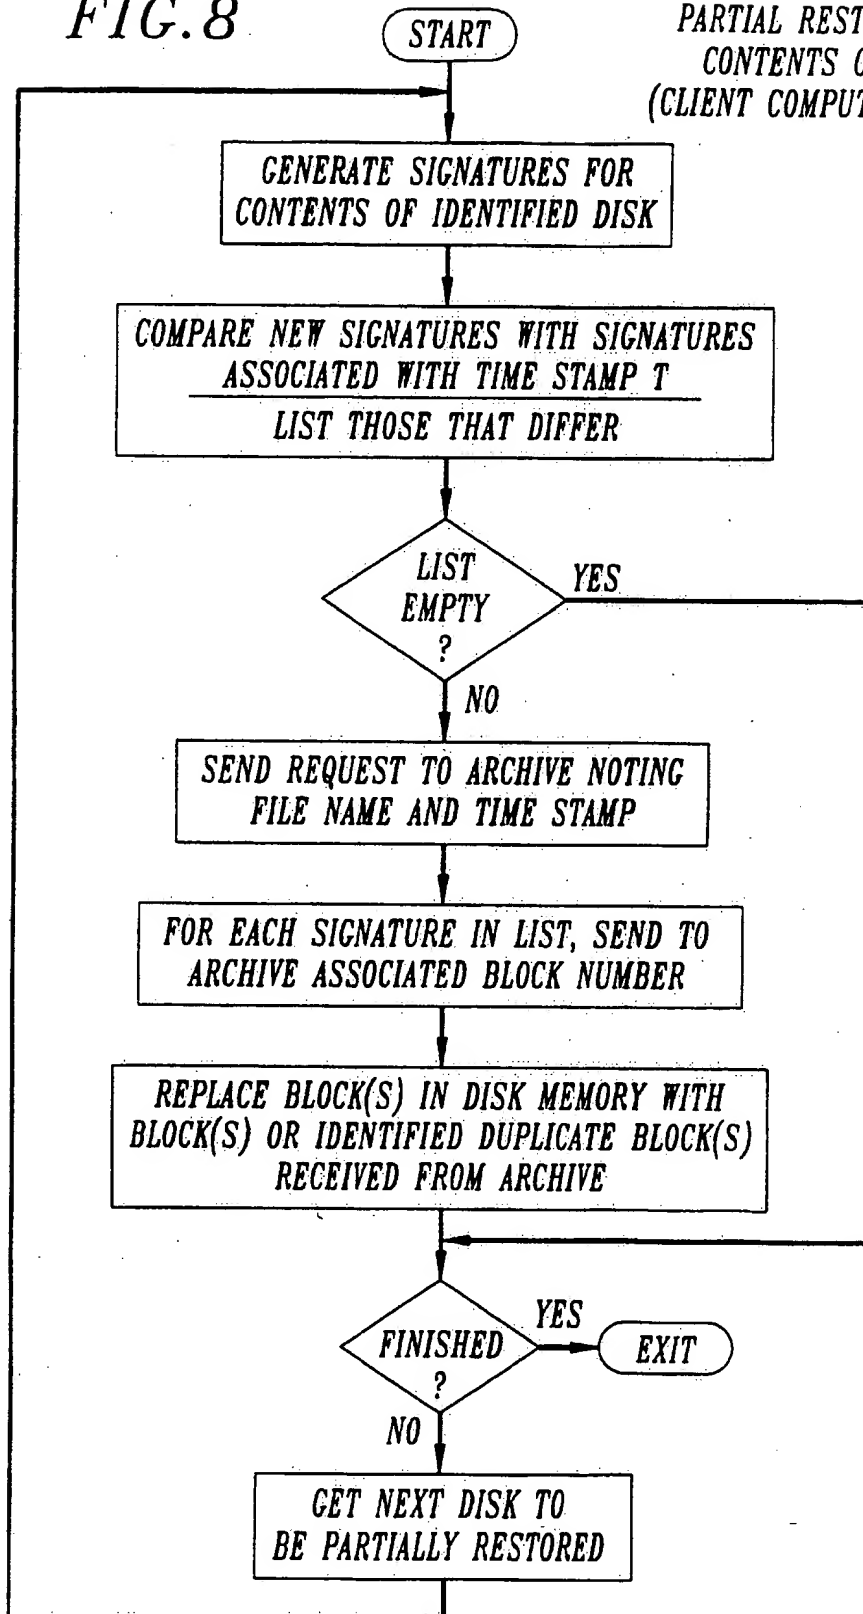 FIG.8
START
PARTIAL REST
CONTENTS O
(CLIENT COMPUT
GENERATE SIGNATURES FOR
CONTENTS OF IDENTIFIED DISK
COMPARE NEW SIGNATURES WITH SIGNATURES
ASSOCIATED WITH TIME STAMP T
LIST THOSE THAT DIFFER
LIST
EMPTY
?
YES
NO
SEND REQUEST TO ARCHIVE NOTING
FILE NAME AND TIME STAMP
FOR EACH SIGNATURE IN LIST, SEND TO
ARCHIVE ASSOCIATED BLOCK NUMBER
REPLACE BLOCK(S) IN DISK MEMORY WITH
BLOCK(S) OR IDENTIFIED DUPLICATE BLOCK(S)
RECEIVED FROM ARCHIVE
FINISHED
?
YES
EXIT
NO
GET NEXT DISK TO
BE PARTIALLY RESTORED